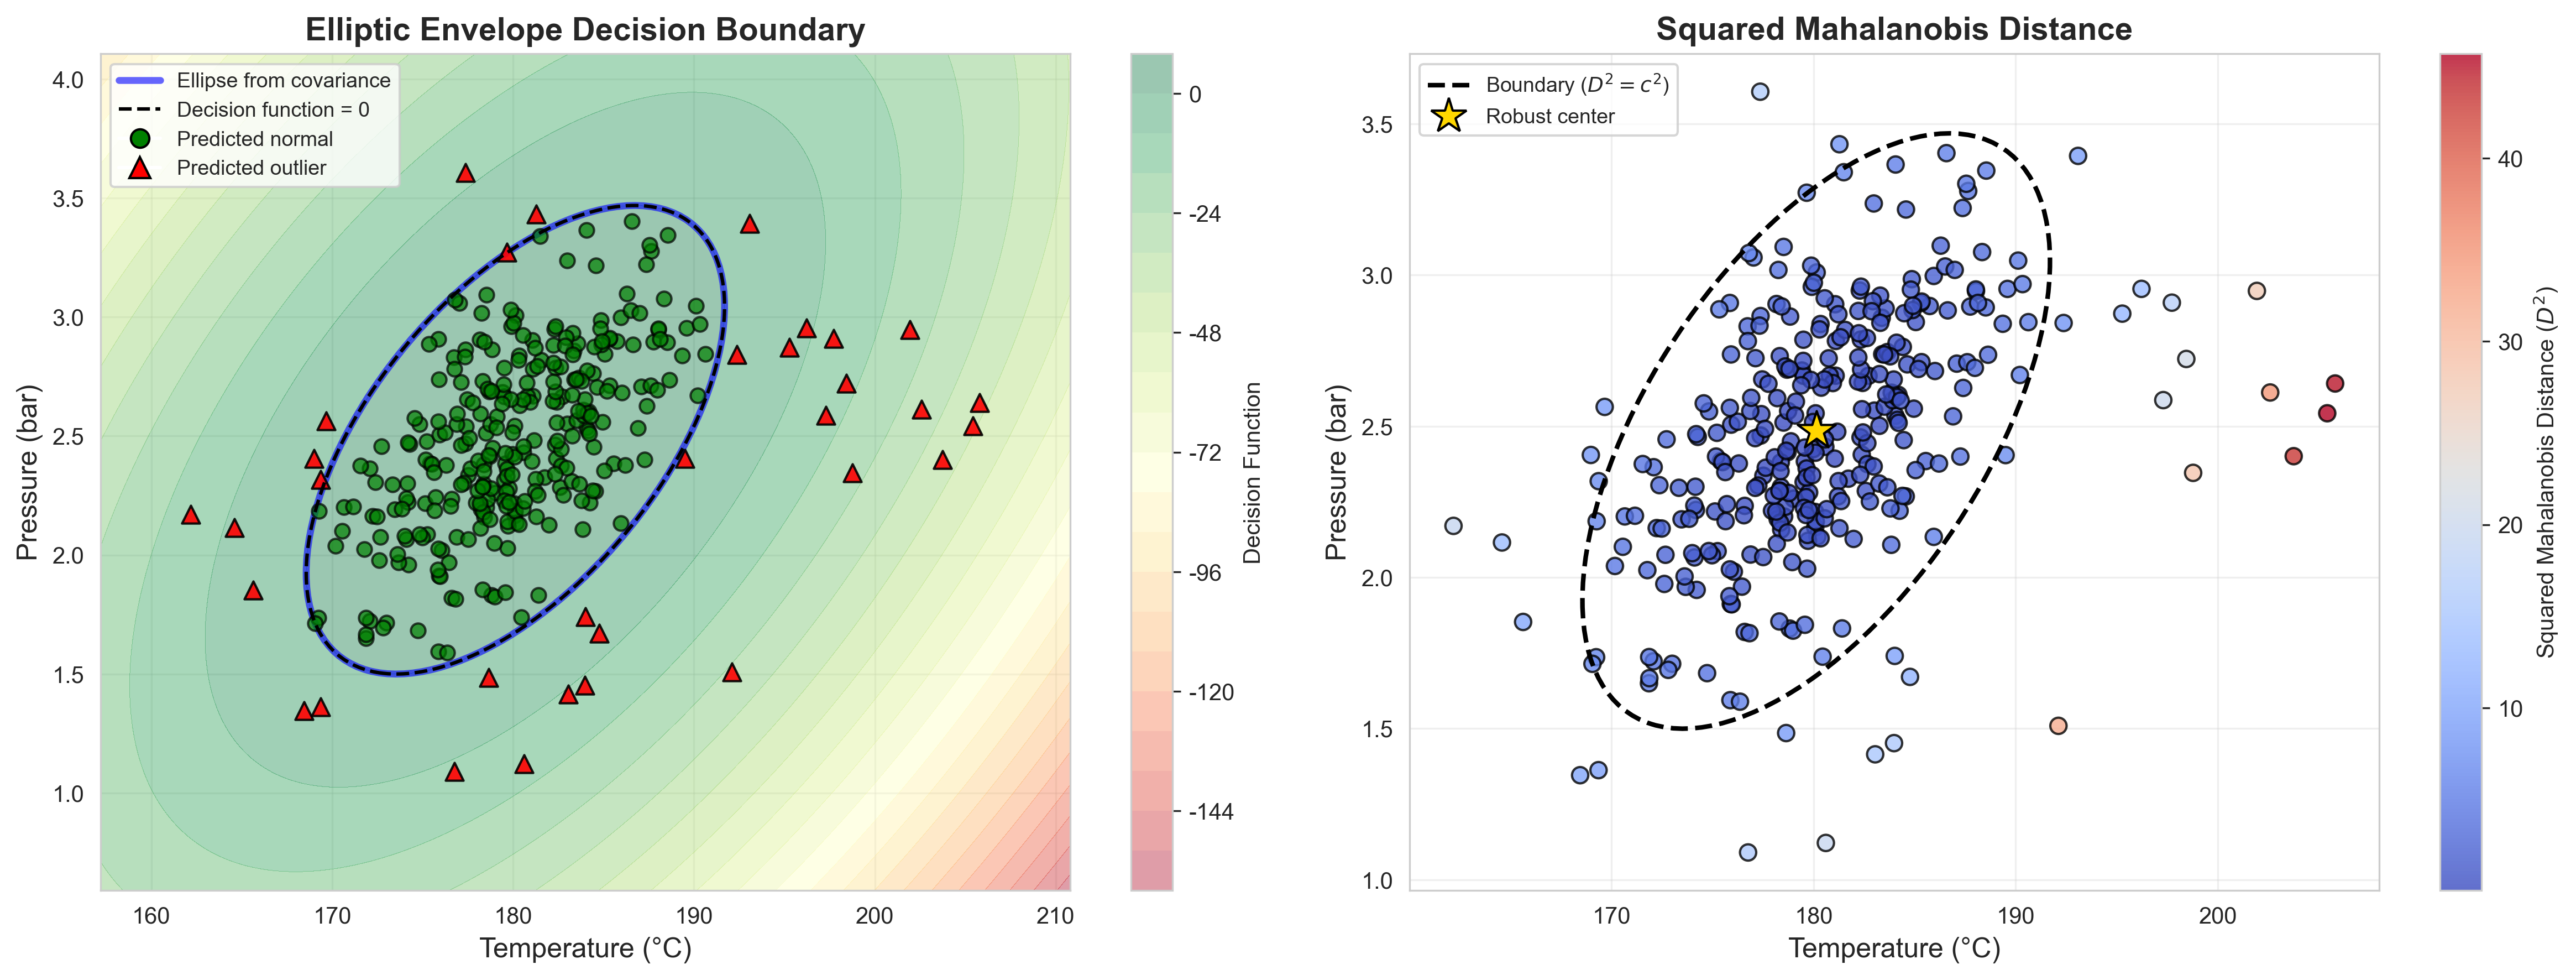 Elliptic Envelope Decision Boundary
Ellipse from covariance
Decision function = 0
Predicted normal
Predicted outlier
4.0
3.5
3.0
2.5
2.0
1.5
1.0
Pressure (bar)
160
170
180
190
200
210
Temperature (°C)
0
-24
-48
-72
-96
-120
-144
Decision Function
Squared Mahalanobis Distance
Boundary (D² = c²)
Robust center
3.5
3.0
2.5
2.0
1.5
1.0
Pressure (bar)
170
180
190
200
Temperature (°C)
40
30
20
10
Squared Mahalanobis Distance (D²)